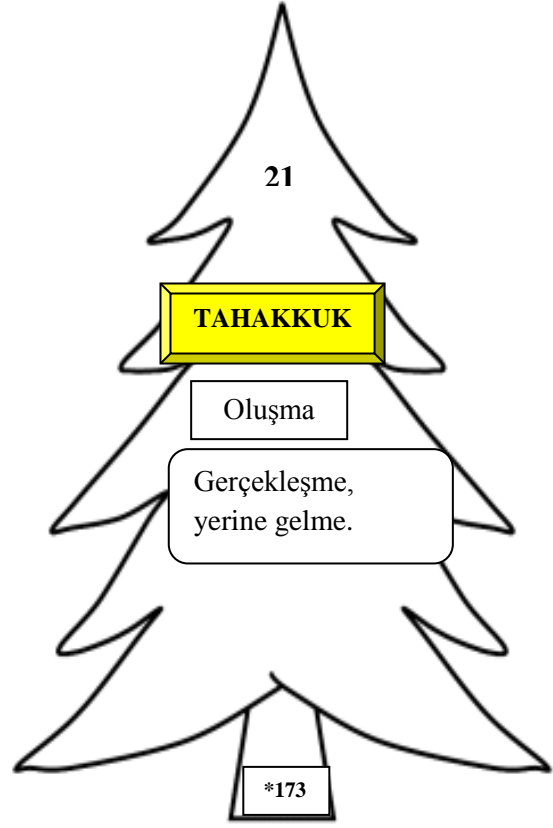 21
TAHAKKUK
Oluşma
Gerçekleşme,
yerine gelme.
*173